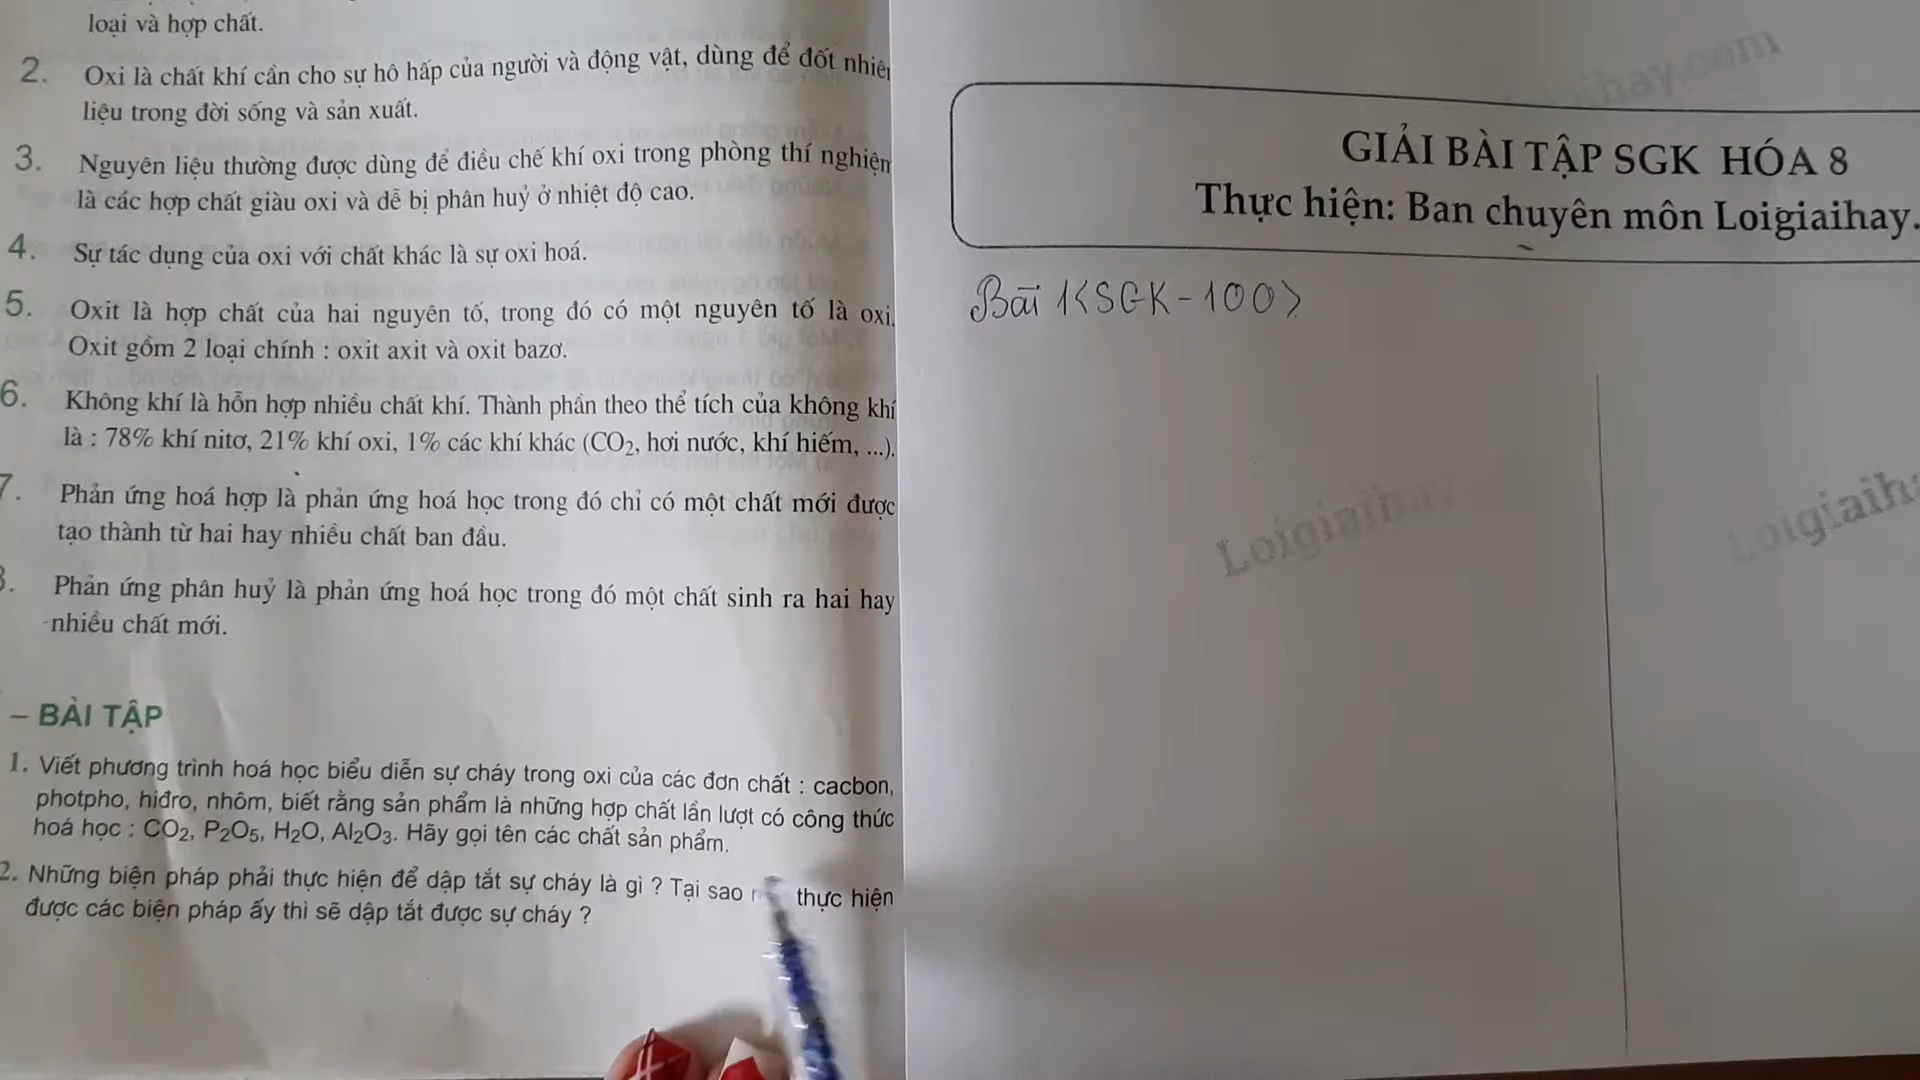 loại và hợp chất.
2. Oxi là chất khí cần cho sự hô hấp của người và động vật, dùng để đốt nhiên
liệu trong đời sống và sản xuất.
3. Nguyên liệu thường được dùng để điều chế khí oxi trong phòng thí nghiệm
là các hợp chất giàu oxi và dễ bị phân huỷ ở nhiệt độ cao.
4. Sự tác dụng của oxi với chất khác là sự oxi hoá.
5. Oxit là hợp chất của hai nguyên tố, trong đó có một nguyên tố là oxi.
Oxit gồm 2 loại chính : oxit axit và oxit bazơ.
6. Không khí là hỗn hợp nhiều chất khí. Thành phần theo thể tích của không khí
là : 78% khí nitơ, 21% khí oxi, 1% các khí khác (CO₂, hơi nước, khí hiếm, ...).
7. Phản ứng hoá hợp là phản ứng hoá học trong đó chỉ có một chất mới được
tạo thành từ hai hay nhiều chất ban đầu.
8. Phản ứng phân huỷ là phản ứng hoá học trong đó một chất sinh ra hai hay
nhiều chất mới.
– BÀI TẬP
1. Viết phương trình hoá học biểu diễn sự cháy trong oxi của các đơn chất : cacbon,
photpho, hiđro, nhôm, biết rằng sản phẩm là những hợp chất lần lượt có công thức
hoá học : CO₂, P₂O₅, H₂O, Al₂O₃. Hãy gọi tên các chất sản phẩm.
2. Những biện pháp phải thực hiện để dập tắt sự cháy là gì ? Tại sao thực hiện
được các biện pháp ấy thì sẽ dập tắt được sự cháy ?
GIẢI BÀI TẬP SGK HÓA 8
Thực hiện: Ban chuyên môn Loigiaihay.
Bài 1<SGK-100>
Loigiaihay
Loigiaiha